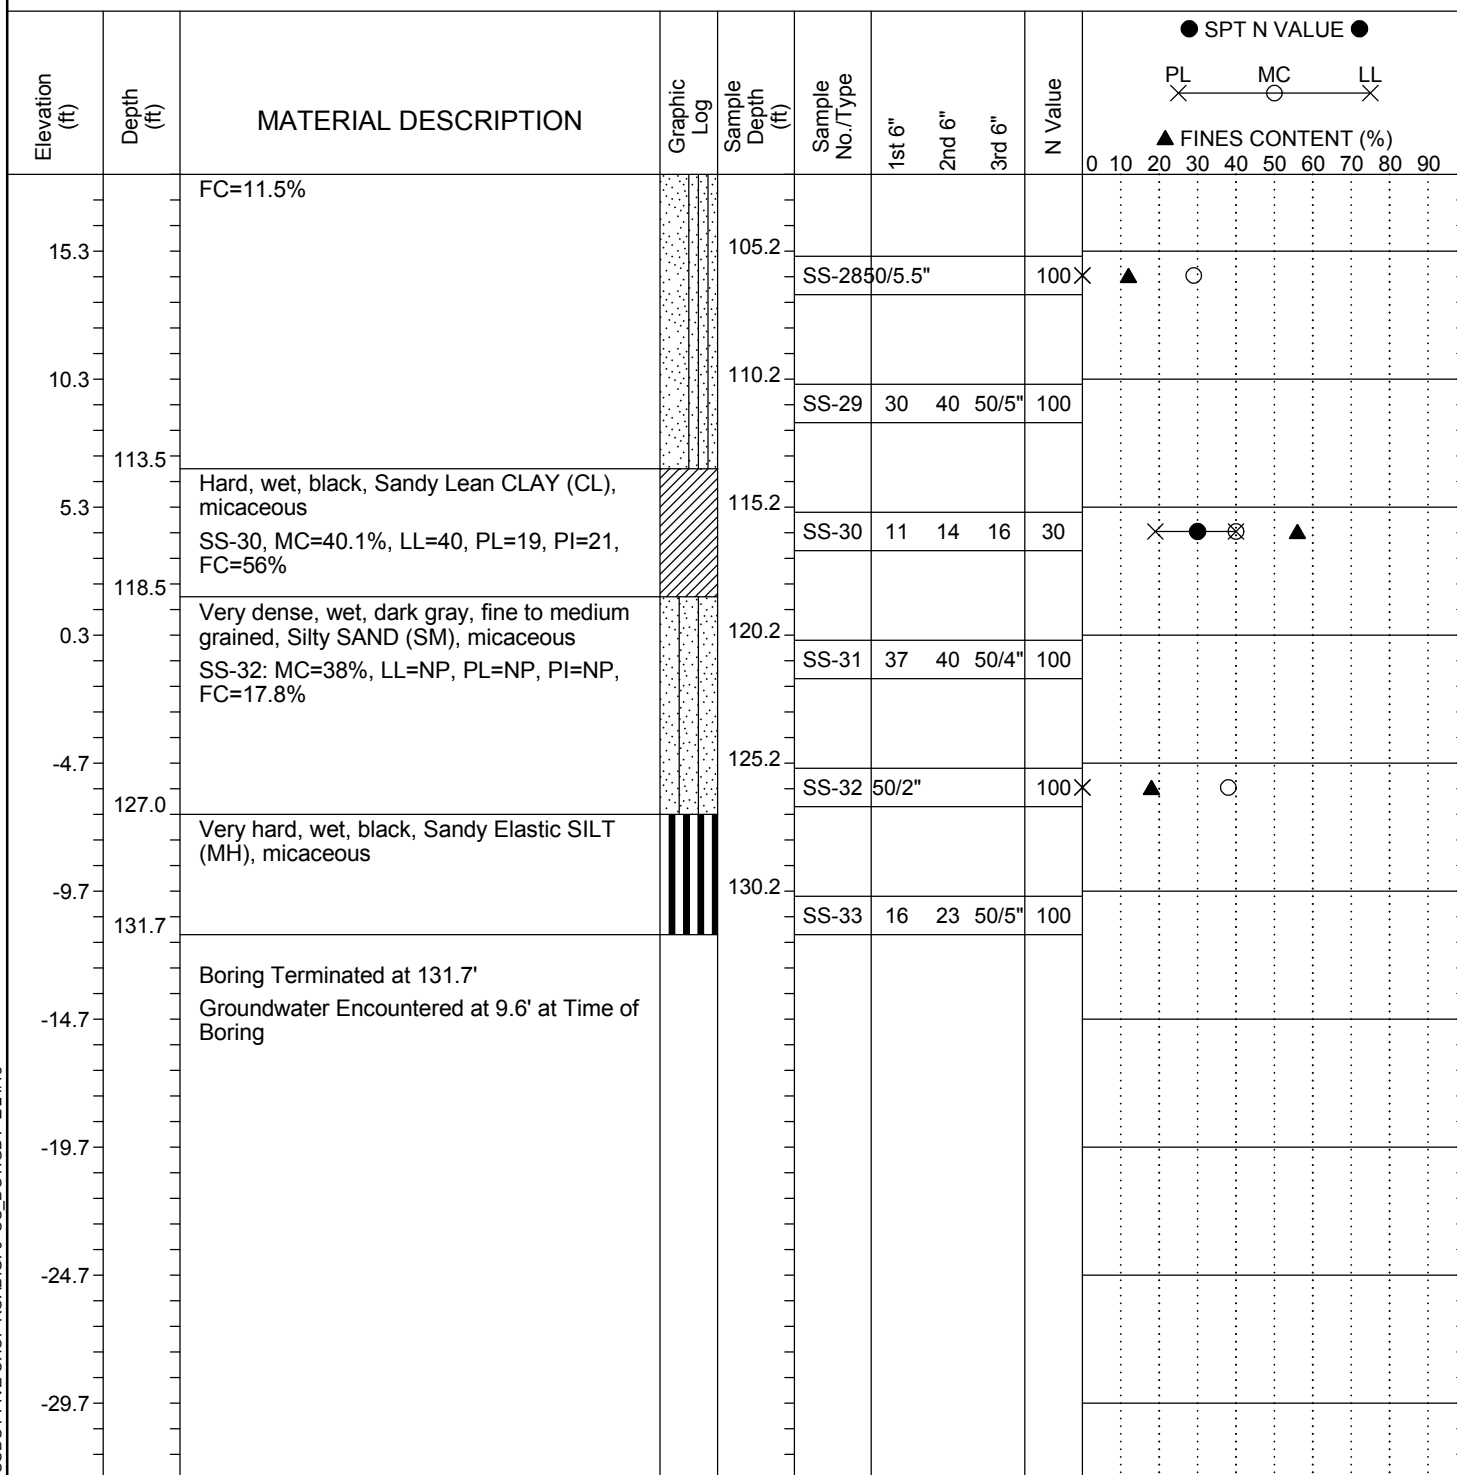 ● SPT N VALUE ●
PL MC LL
▲ FINES CONTENT (%)
0 10 20 30 40 50 60 70 80 90
Elevation (ft)
Depth (ft)
MATERIAL DESCRIPTION
Graphic Log
Sample Depth (ft)
Sample No./Type
1st 6"
2nd 6"
3rd 6"
N Value
FC=11.5%
15.3 105.2
SS-28 50/5.5" 100
10.3 110.2
SS-29 30 40 50/5" 100
113.5
Hard, wet, black, Sandy Lean CLAY (CL),
micaceous
5.3 115.2
SS-30, MC=40.1%, LL=40, PL=19, PI=21,
FC=56%
SS-30 11 14 16 30
118.5
Very dense, wet, dark gray, fine to medium
grained, Silty SAND (SM), micaceous
0.3 120.2
SS-32: MC=38%, LL=NP, PL=NP, PI=NP,
FC=17.8%
SS-31 37 40 50/4" 100
-4.7 125.2
SS-32 50/2" 100
127.0
Very hard, wet, black, Sandy Elastic SILT
(MH), micaceous
-9.7 130.2
SS-33 16 23 50/5" 100
131.7
Boring Terminated at 131.7'
Groundwater Encountered at 9.6' at Time of
Boring
-14.7
-19.7
-24.7
-29.7